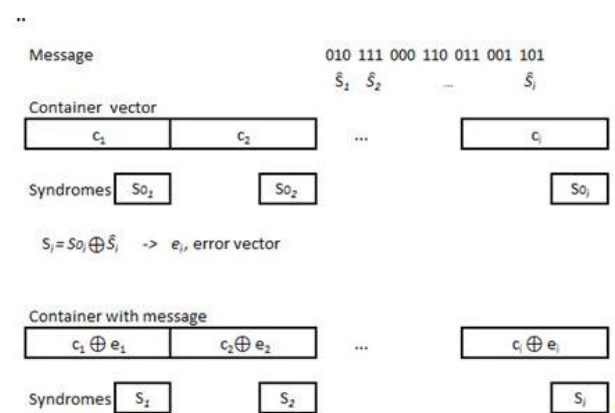 Message 010 111 000 110 011 001 101
Ŝ₁ Ŝ₂ ... Ŝᵢ
Container vector
c₁ c₂ ... cᵢ
Syndromes So₁ So₂ Soᵢ
Sᵢ = Soᵢ ⊕ Ŝᵢ -> eᵢ, error vector
Container with message
c₁ ⊕ e₁ c₂ ⊕ e₂ ... cᵢ ⊕ eᵢ
Syndromes S₁ S₂ Sᵢ